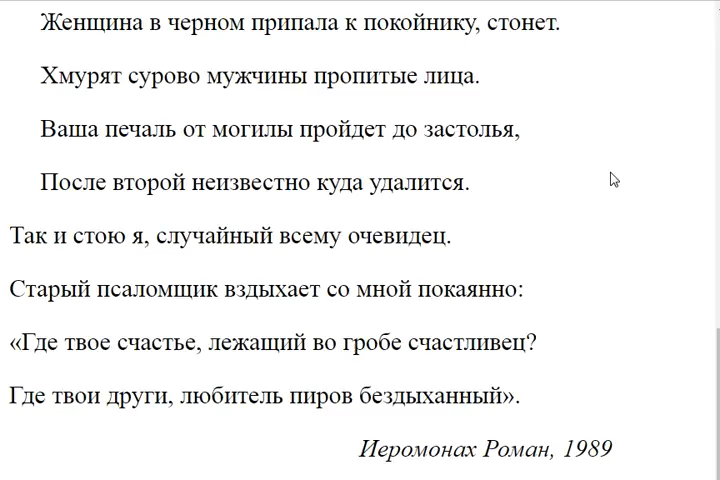 Женщина в черном припала к покойнику, стонет.
Хмурят сурово мужчины пропитые лица.
Ваша печаль от могилы пройдет до застолья,
После второй неизвестно куда удалится.
Так и стою я, случайный всему очевидец.
Старый псаломщик вздыхает со мной покаянно:
«Где твое счастье, лежащий во гробе счастливец?
Где твои други, любитель пиров бездыханный».
Иеромонах Роман, 1989